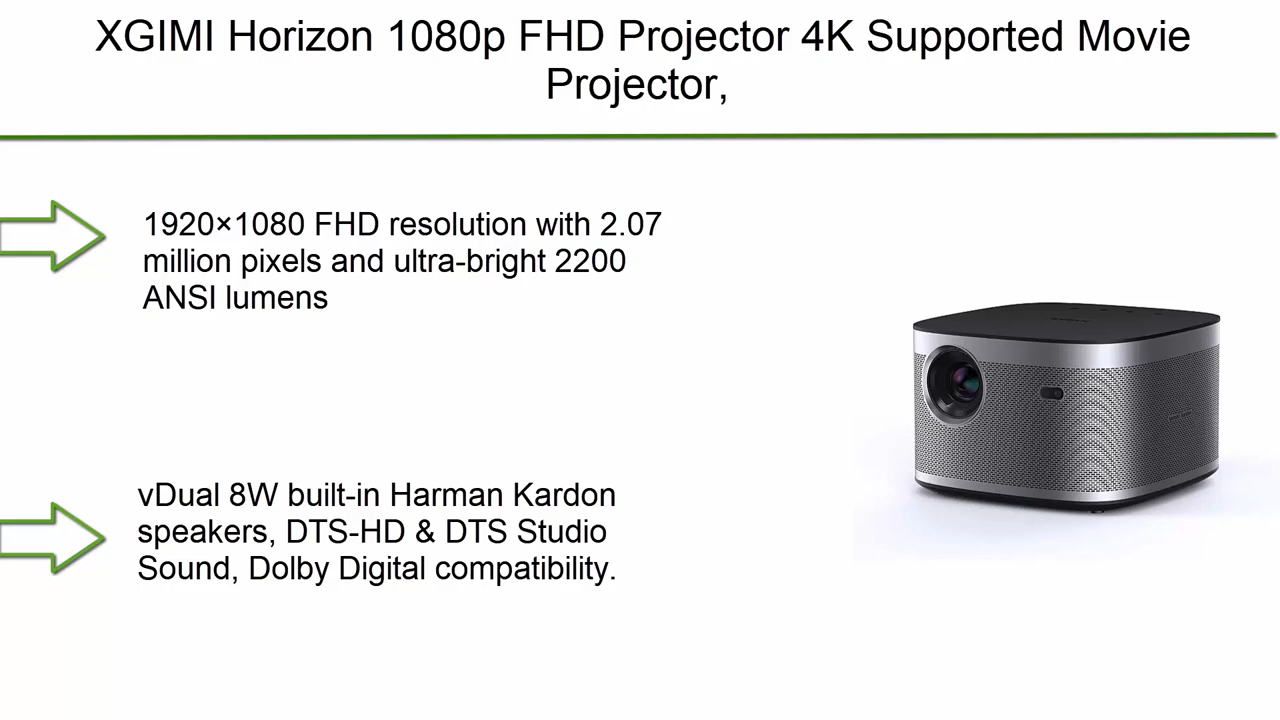 XGIMI Horizon 1080p FHD Projector 4K Supported Movie
Projector,
1920×1080 FHD resolution with 2.07
million pixels and ultra-bright 2200
ANSI lumens
vDual 8W built-in Harman Kardon
speakers, DTS-HD & DTS Studio
Sound, Dolby Digital compatibility.